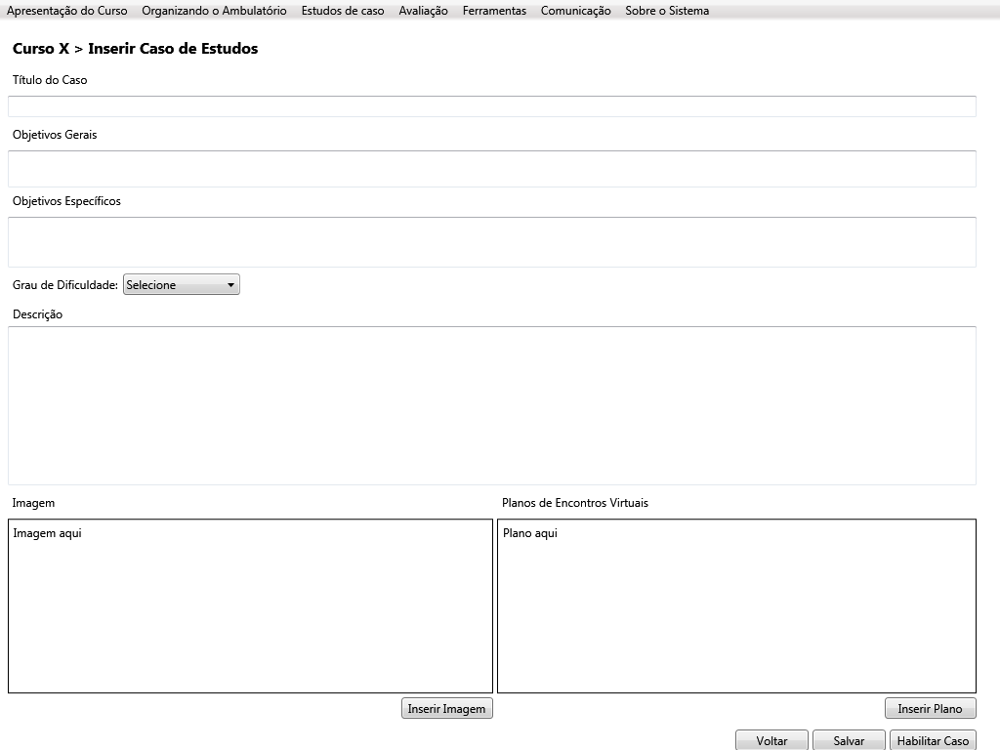 Apresentação do Curso Organizando o Ambulatório Estudos de caso Avaliação Ferramentas Comunicação Sobre o Sistema
Curso X > Inserir Caso de Estudos
Título do Caso
Objetivos Gerais
Objetivos Específicos
Grau de Dificuldade: Selecione
Descrição
Imagem Planos de Encontros Virtuais
Imagem aqui Plano aqui
Inserir Imagem Inserir Plano
Voltar Salvar Habilitar Caso